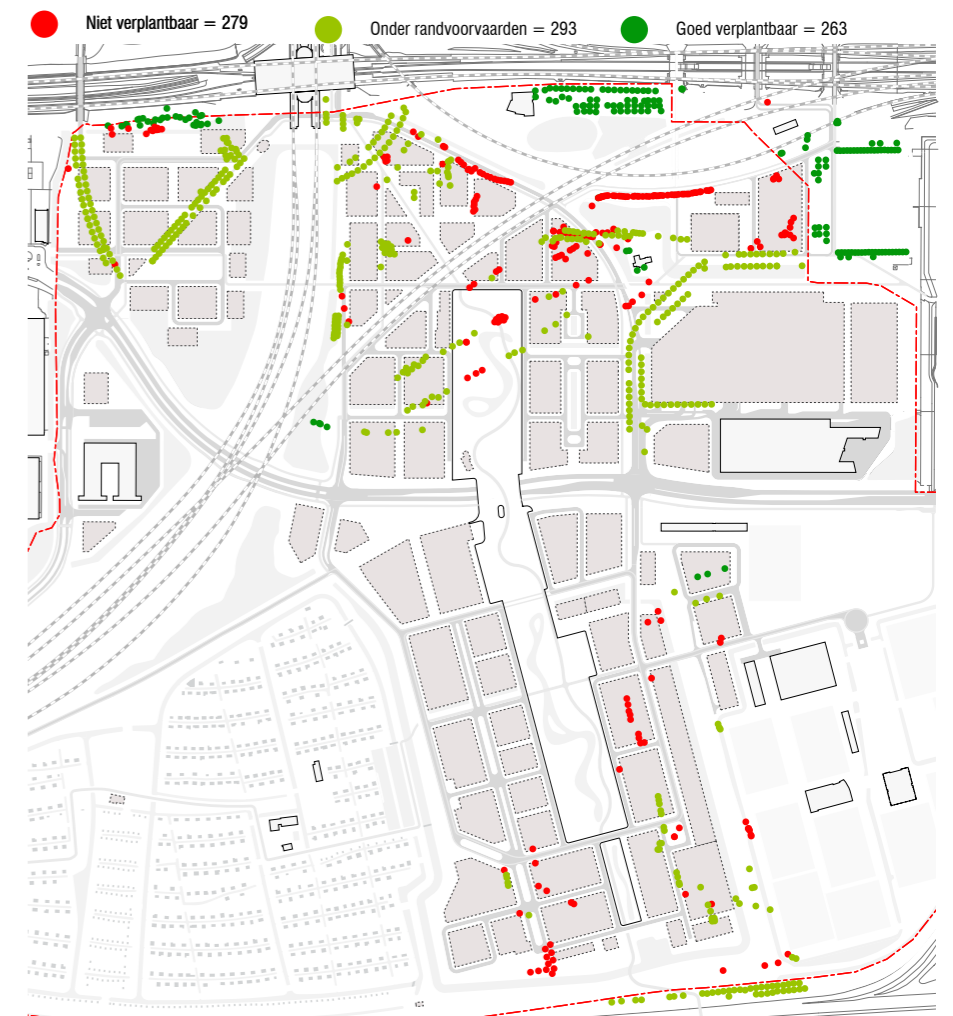 Niet verplantbaar = 279
Onder randvoorvaarden = 293
Goed verplantbaar = 263